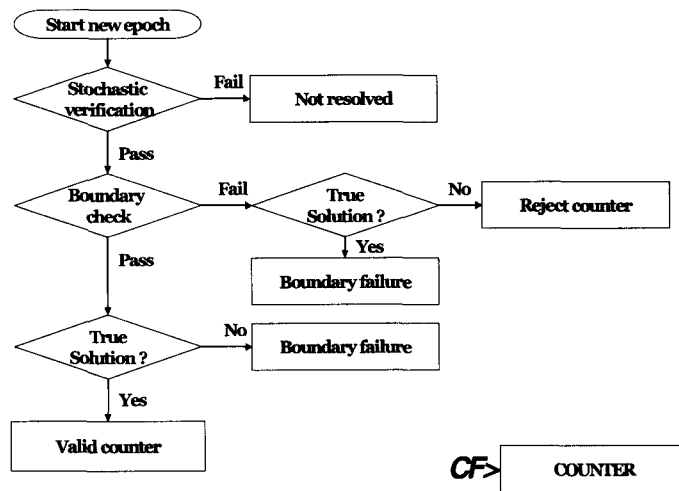 Start new epoch
Stochastic
verification
Fail
Not resolved
Pass
Boundary
check
Fail
True
Solution ?
No
Reject counter
Yes
Boundary failure
Pass
True
Solution ?
No
Boundary failure
Yes
Valid counter
CF>
COUNTER